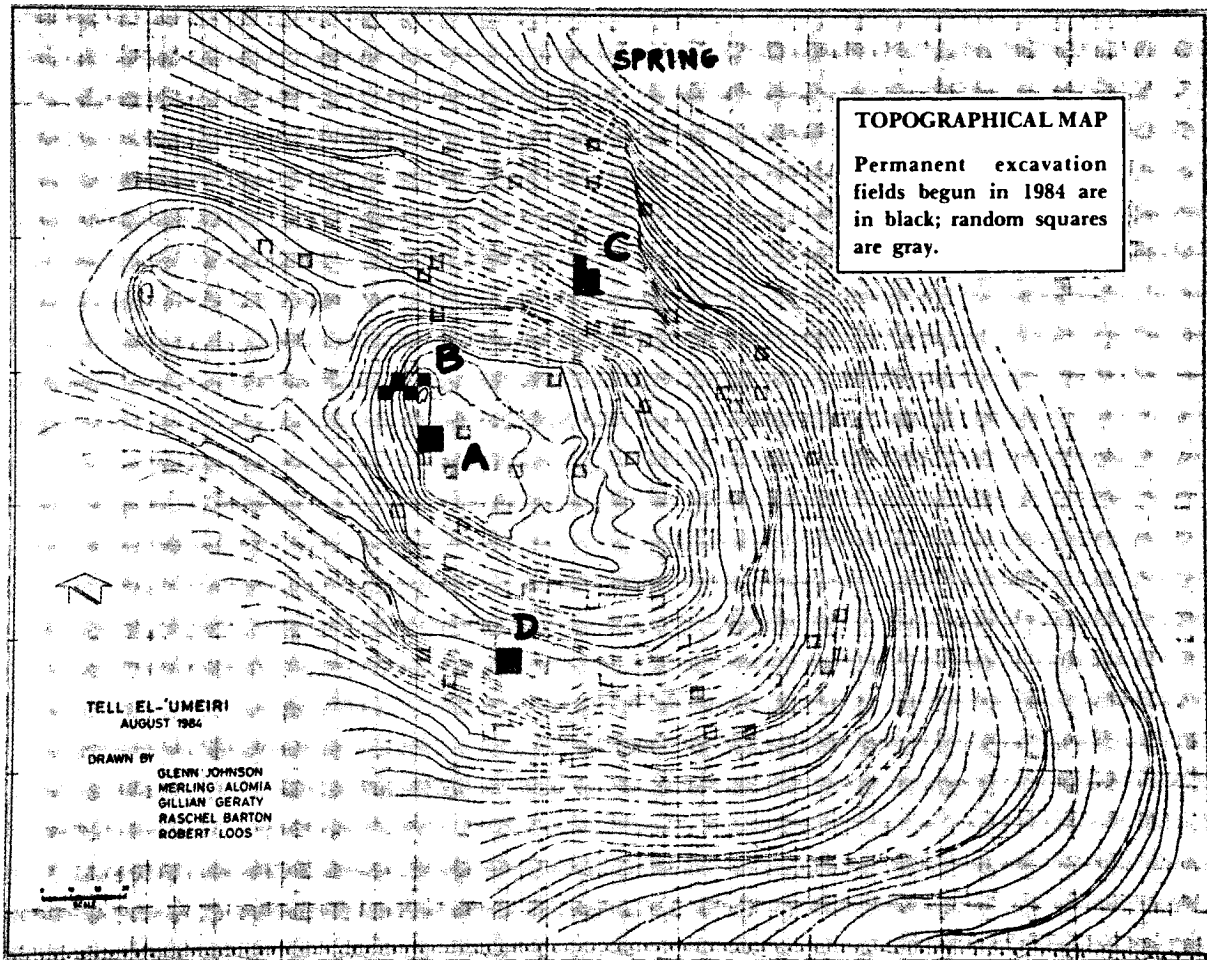 SPRING
TOPOGRAPHICAL MAP
Permanent excavation
fields begun in 1984 are
in black; random squares
are gray.
C
B
A
D
TELL EL-'UMEIRI
AUGUST 1984
DRAWN BY
GLENN JOHNSON
MERLING ALOMIA
GILLIAN GERATY
RASCHEL BARTON
ROBERT LOOS